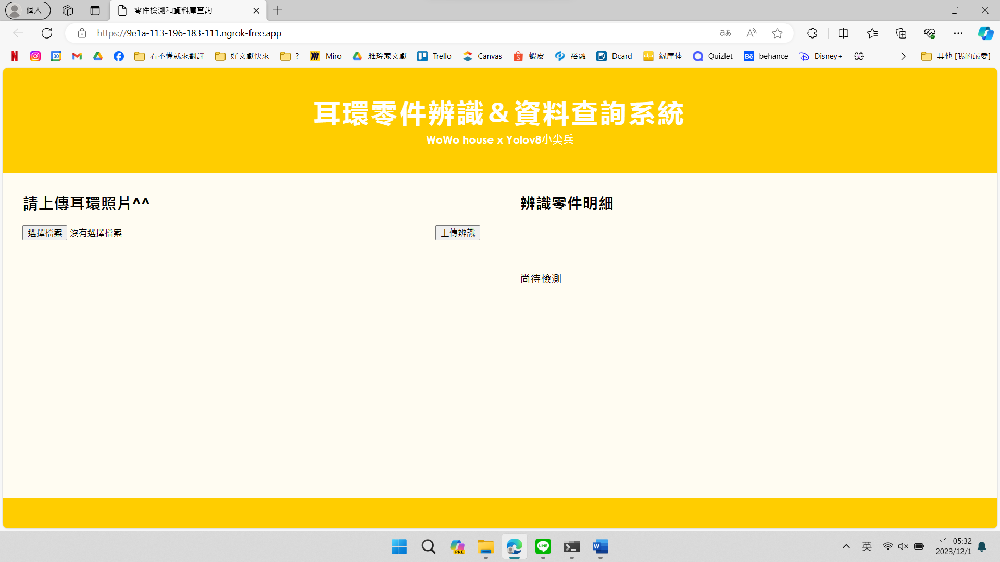 個人
零件檢測和資料庫查詢
https://9e1a-113-196-183-111.ngrok-free.app
看不懂就來翻譯 好文獻快來 ? Miro 雅玲家文獻 Trello Canvas 蝦皮 裕融 Dcard 緣摩体 Quizlet behance Disney+ 其他 [我的最愛]
耳環零件辨識＆資料查詢系統
WoWo house x Yolov8小尖兵
請上傳耳環照片^^
選擇檔案 沒有選擇檔案
上傳辨識
辨識零件明細
尚待檢測
PRE
LINE
英
下午 05:32
2023/12/1